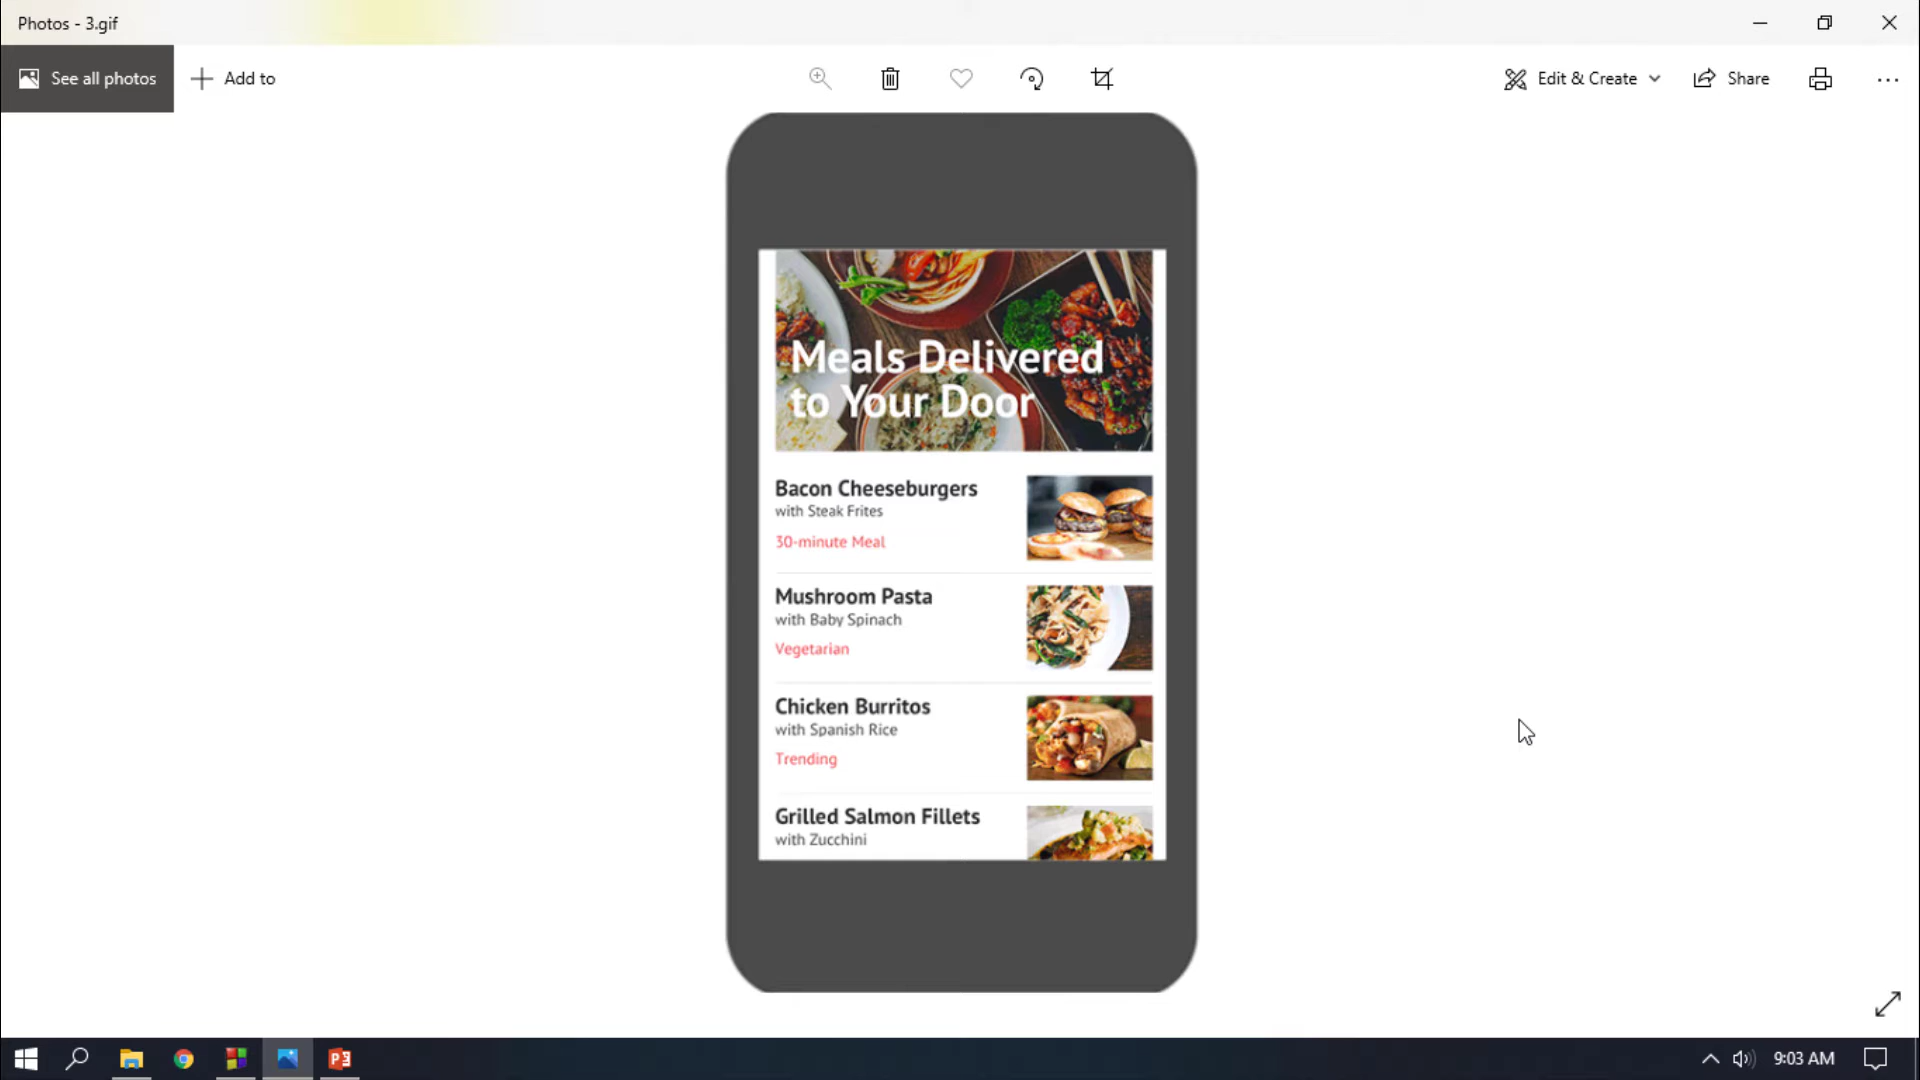 Photos - 3.gif
See all photos
Add to
Edit & Create
Share
Meals Delivered
to Your Door
Bacon Cheeseburgers
with Steak Frites
30-minute Meal
Mushroom Pasta
with Baby Spinach
Vegetarian
Chicken Burritos
with Spanish Rice
Trending
Grilled Salmon Fillets
with Zucchini
9:03 AM